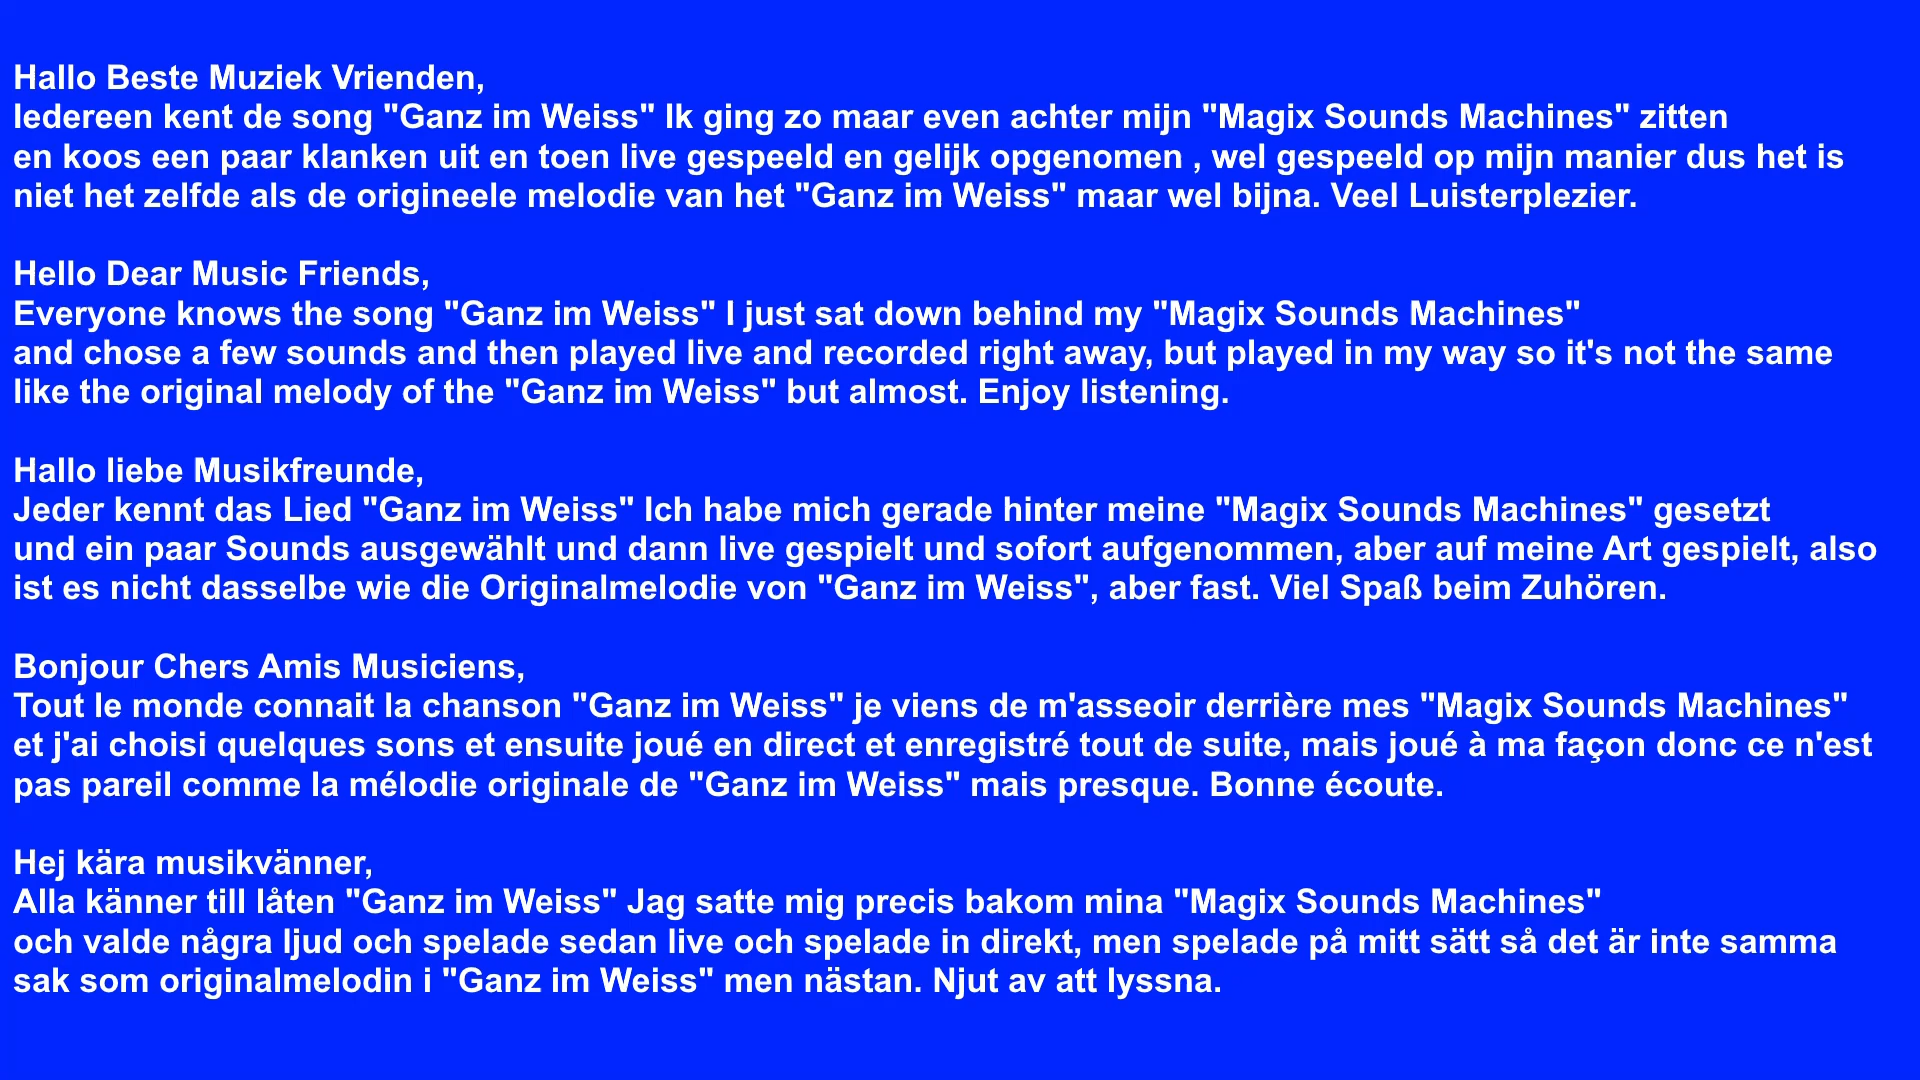 Hallo Beste Muziek Vrienden,
Iedereen kent de song "Ganz im Weiss" Ik ging zo maar even achter mijn "Magix Sounds Machines" zitten
en koos een paar klanken uit en toen live gespeeld en gelijk opgenomen , wel gespeeld op mijn manier dus het is
niet het zelfde als de origineele melodie van het "Ganz im Weiss" maar wel bijna. Veel Luisterplezier.
Hello Dear Music Friends,
Everyone knows the song "Ganz im Weiss" I just sat down behind my "Magix Sounds Machines"
and chose a few sounds and then played live and recorded right away, but played in my way so it's not the same
like the original melody of the "Ganz im Weiss" but almost. Enjoy listening.
Hallo liebe Musikfreunde,
Jeder kennt das Lied "Ganz im Weiss" Ich habe mich gerade hinter meine "Magix Sounds Machines" gesetzt
und ein paar Sounds ausgewählt und dann live gespielt und sofort aufgenommen, aber auf meine Art gespielt, also
ist es nicht dasselbe wie die Originalmelodie von "Ganz im Weiss", aber fast. Viel Spaß beim Zuhören.
Bonjour Chers Amis Musiciens,
Tout le monde connait la chanson "Ganz im Weiss" je viens de m'asseoir derrière mes "Magix Sounds Machines"
et j'ai choisi quelques sons et ensuite joué en direct et enregistré tout de suite, mais joué à ma façon donc ce n'est
pas pareil comme la mélodie originale de "Ganz im Weiss" mais presque. Bonne écoute.
Hej kära musikvänner,
Alla känner till låten "Ganz im Weiss" Jag satte mig precis bakom mina "Magix Sounds Machines"
och valde några ljud och spelade sedan live och spelade in direkt, men spelade på mitt sätt så det är inte samma
sak som originalmelodin i "Ganz im Weiss" men nästan. Njut av att lyssna.